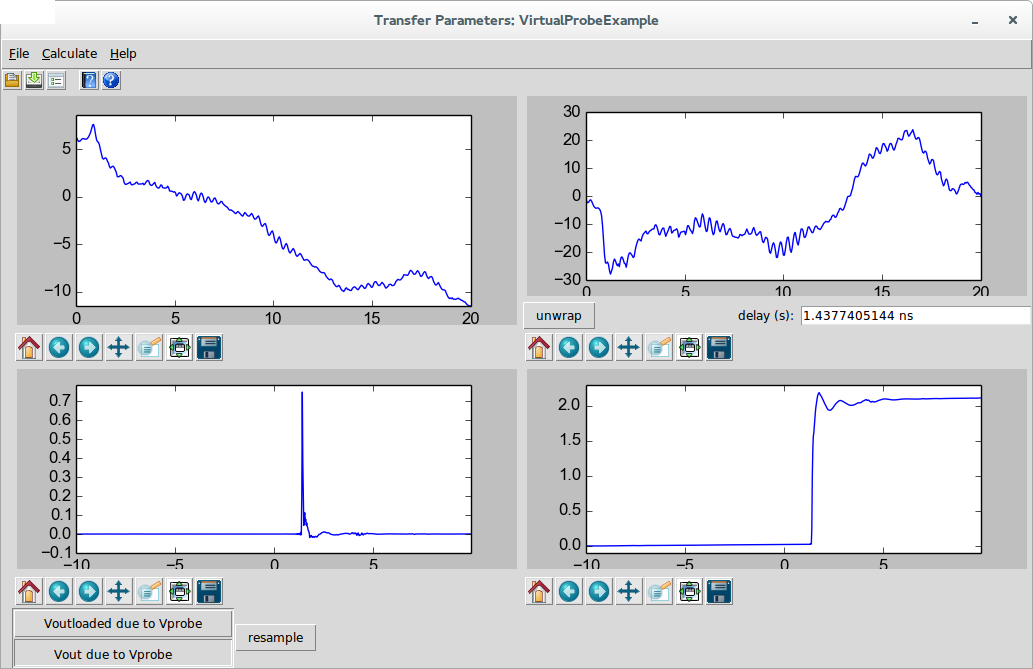 Transfer Parameters: VirtualProbeExample
File Calculate Help
5
0
−5
−10
0 5 10 15 20
30
20
10
0
−10
−20
−30
0 5 10 15 20
unwrap delay (s): 1.4377405144 ns
0.7
0.6
0.5
0.4
0.3
0.2
0.1
0.0
−0.1
−10 −5 0 5
2.0
1.5
1.0
0.5
0.0
−10 −5 0 5
Voutloaded due to Vprobe
resample
Vout due to Vprobe